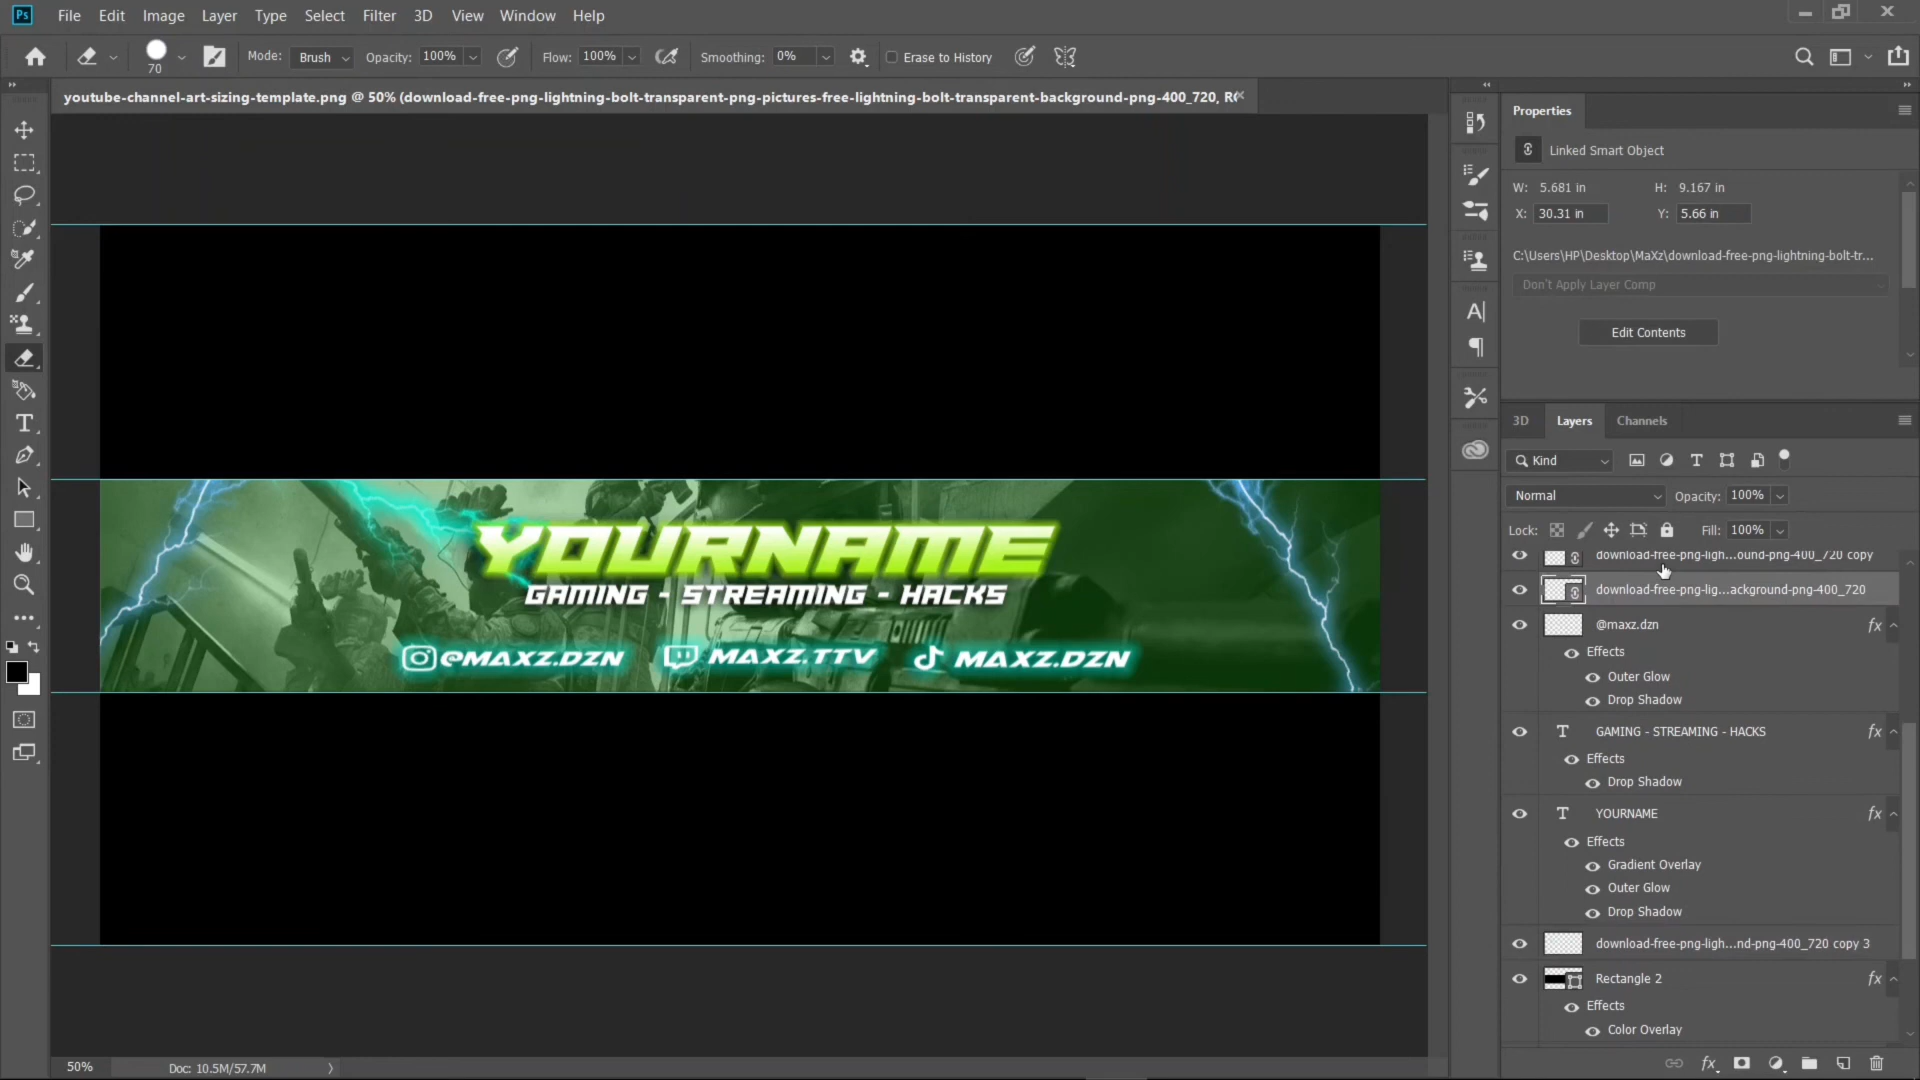 Ps File Edit Image Layer Type Select Filter 3D View Window Help
70 Mode: Brush Opacity: 100% Flow: 100% Smoothing: 0% Erase to History
youtube-channel-art-sizing-template.png @ 50% (download-free-png-lightning-bolt-transparent-png-pictures-free-lightning-bolt-transparent-background-png-400_720, R
Properties
Linked Smart Object
W: 5.681 in H: 9.167 in
X: 30.31 in Y: 5.66 in
C:\Users\HP\Desktop\MaXz\download-free-png-lightning-bolt-tr...
Don't Apply Layer Comp
Edit Contents
3D Layers Channels
Kind
Normal Opacity: 100%
Lock: Fill: 100%
download-free-png-ligh...ound-png-400_720 copy
download-free-png-lig...ackground-png-400_720
@maxz.dzn fx
Effects
Outer Glow
Drop Shadow
GAMING - STREAMING - HACKS fx
Effects
Drop Shadow
YOURNAME fx
Effects
Gradient Overlay
Outer Glow
Drop Shadow
download-free-png-ligh...nd-png-400_720 copy 3
Rectangle 2 fx
Effects
Color Overlay
fx
YOURNAME
GAMING - STREAMING - HACKS
@MAXZ.DZN MAXZ.TTV MAXZ.DZN
50% Doc: 10.5M/57.7M